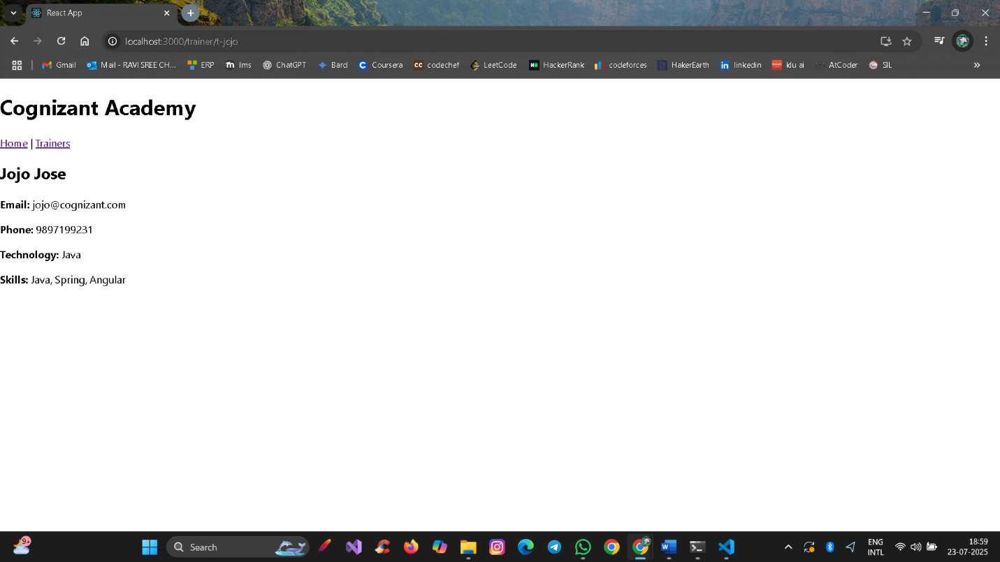 React App
localhost:3000/trainer/t-jojo
Gmail
Mail - RAVI SREE CH...
ERP
lms
ChatGPT
Bard
Coursera
codechef
LeetCode
HackerRank
codeforces
HakerEarth
linkedin
klu ai
AtCoder
SIL
Cognizant Academy
Home | Trainers
Jojo Jose
Email: jojo@cognizant.com
Phone: 9897199231
Technology: Java
Skills: Java, Spring, Angular
9+
Search
ENG
INTL
18:59
23-07-2025